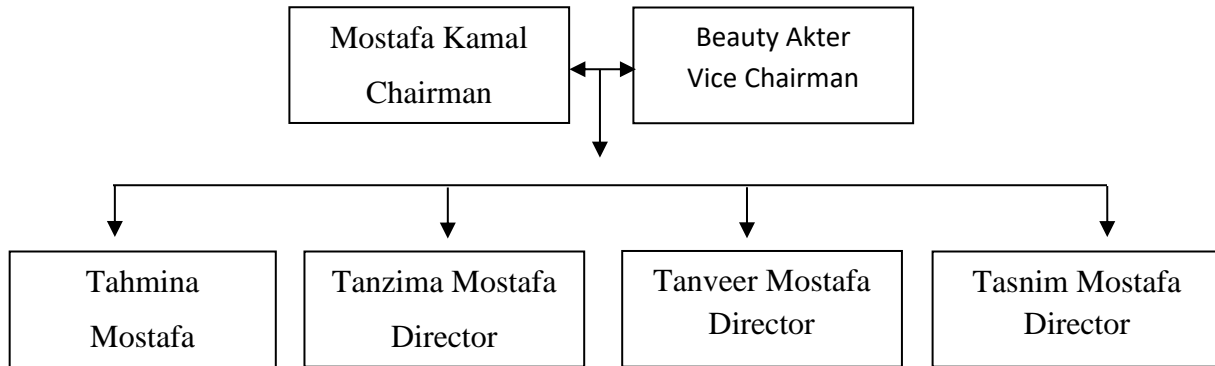 Mostafa Kamal
Chairman
Beauty Akter
Vice Chairman
Tahmina
Mostafa
Tanzima Mostafa
Director
Tanveer Mostafa
Director
Tasnim Mostafa
Director